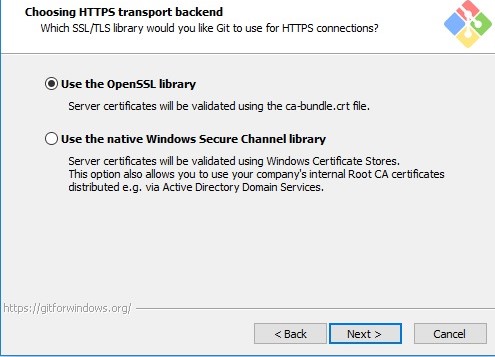 Choosing HTTPS transport backend
Which SSL/TLS library would you like Git to use for HTTPS connections?
Use the OpenSSL library
Server certificates will be validated using the ca-bundle.crt file.
Use the native Windows Secure Channel library
Server certificates will be validated using Windows Certificate Stores.
This option also allows you to use your company's internal Root CA certificates
distributed e.g. via Active Directory Domain Services.
https://gitforwindows.org/
< Back
Next >
Cancel